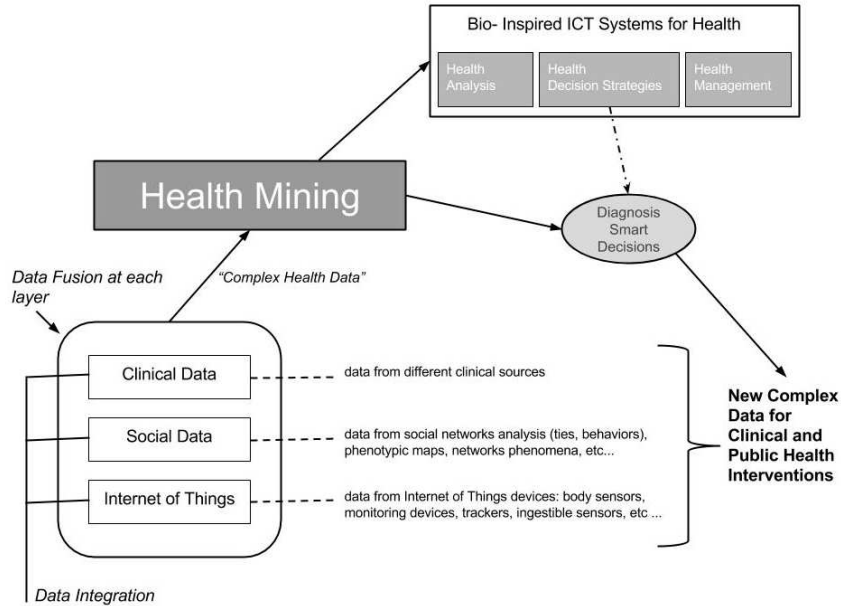 Bio- Inspired ICT Systems for Health
Health
Analysis
Health
Decision Strategies
Health
Management
Health Mining
Diagnosis
Smart
Decisions
Data Fusion at each
layer
“Complex Health Data”
Clinical Data
data from different clinical sources
Social Data
data from social networks analysis (ties, behaviors),
phenotypic maps, networks phenomena, etc...
Internet of Things
data from Internet of Things devices: body sensors,
monitoring devices, trackers, ingestible sensors, etc ...
New Complex
Data for
Clinical and
Public Health
Interventions
Data Integration